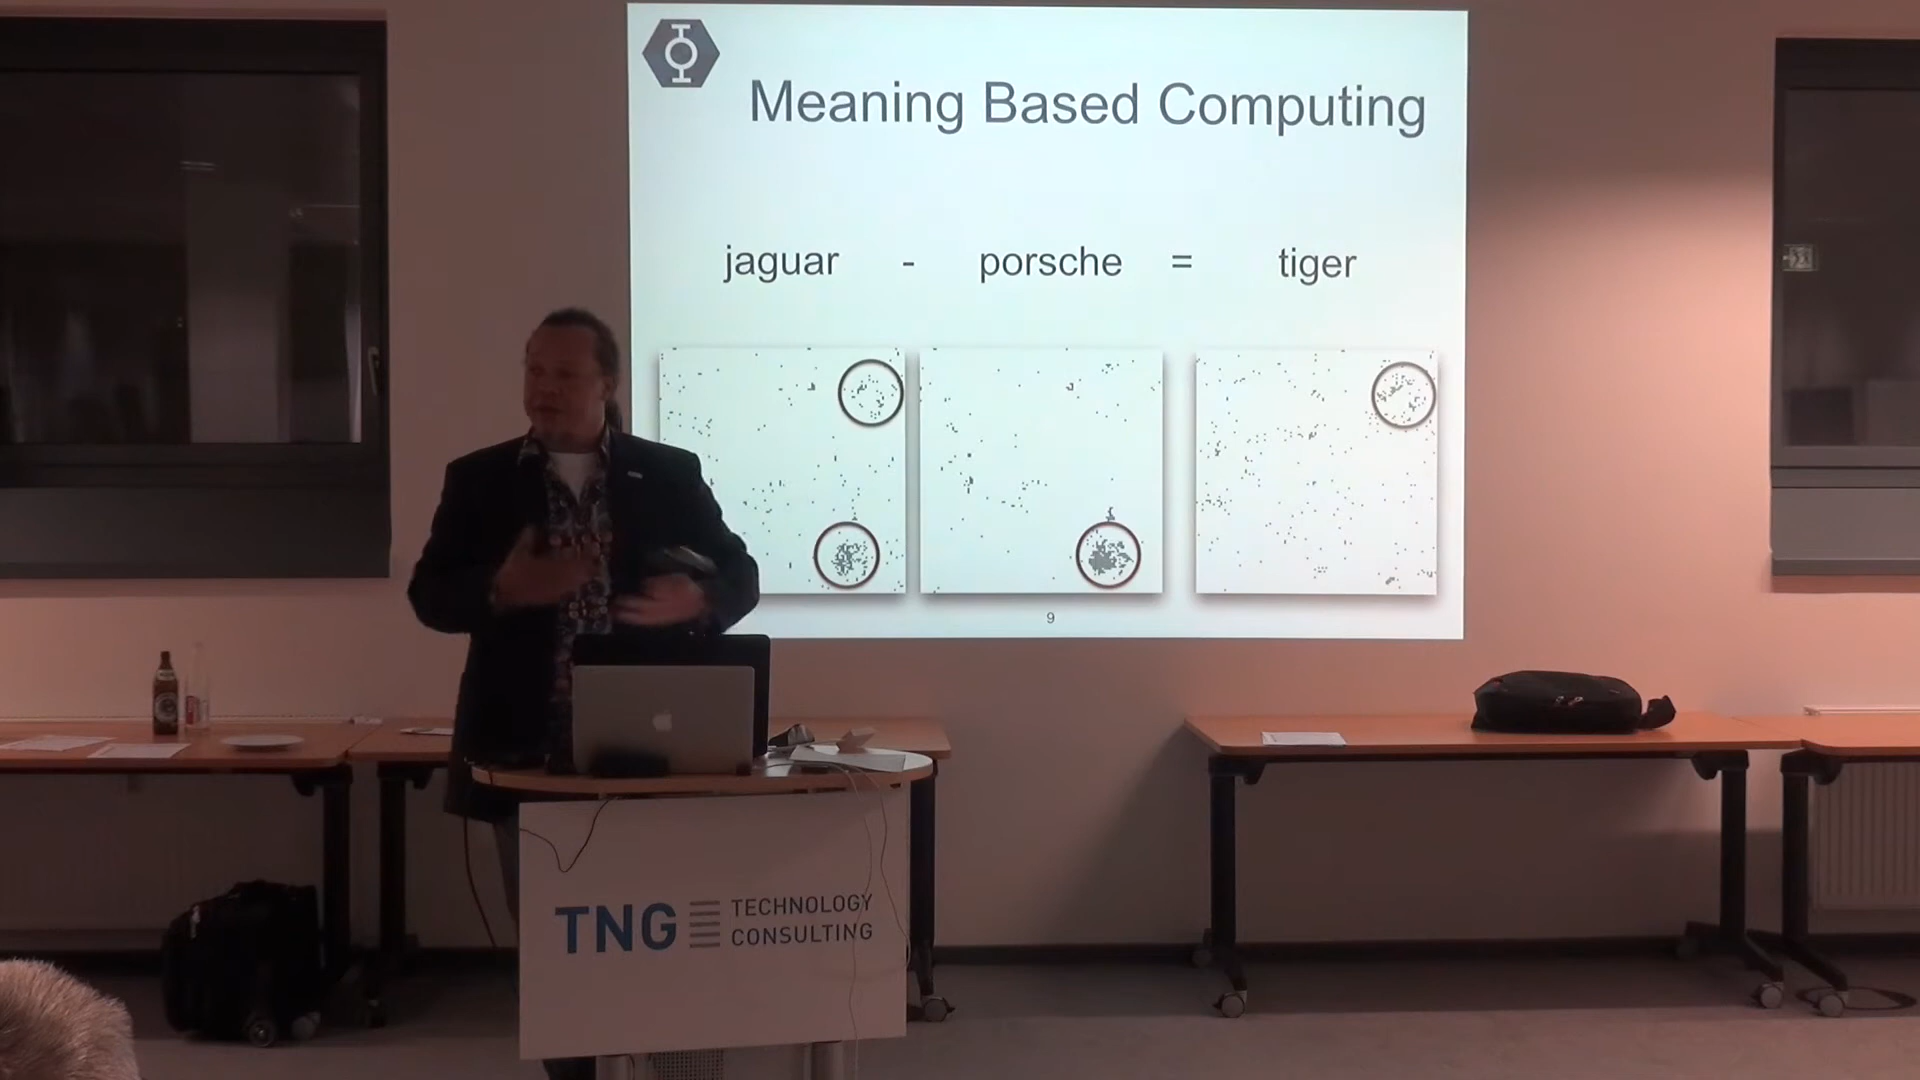 Meaning Based Computing
jaguar - porsche = tiger
9
TNG TECHNOLOGY
CONSULTING